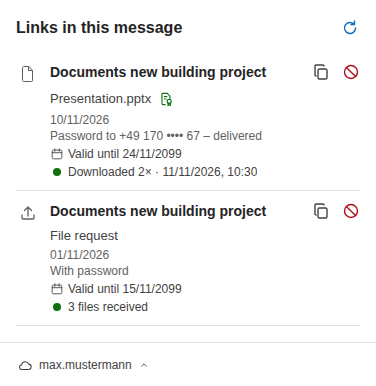 Links in this message
Documents new building project
Presentation.pptx
10/11/2026
Password to +49 170 •••• 67 – delivered
Valid until 24/11/2099
Downloaded 2× · 11/11/2026, 10:30
Documents new building project
File request
01/11/2026
With password
Valid until 15/11/2099
3 files received
max.mustermann